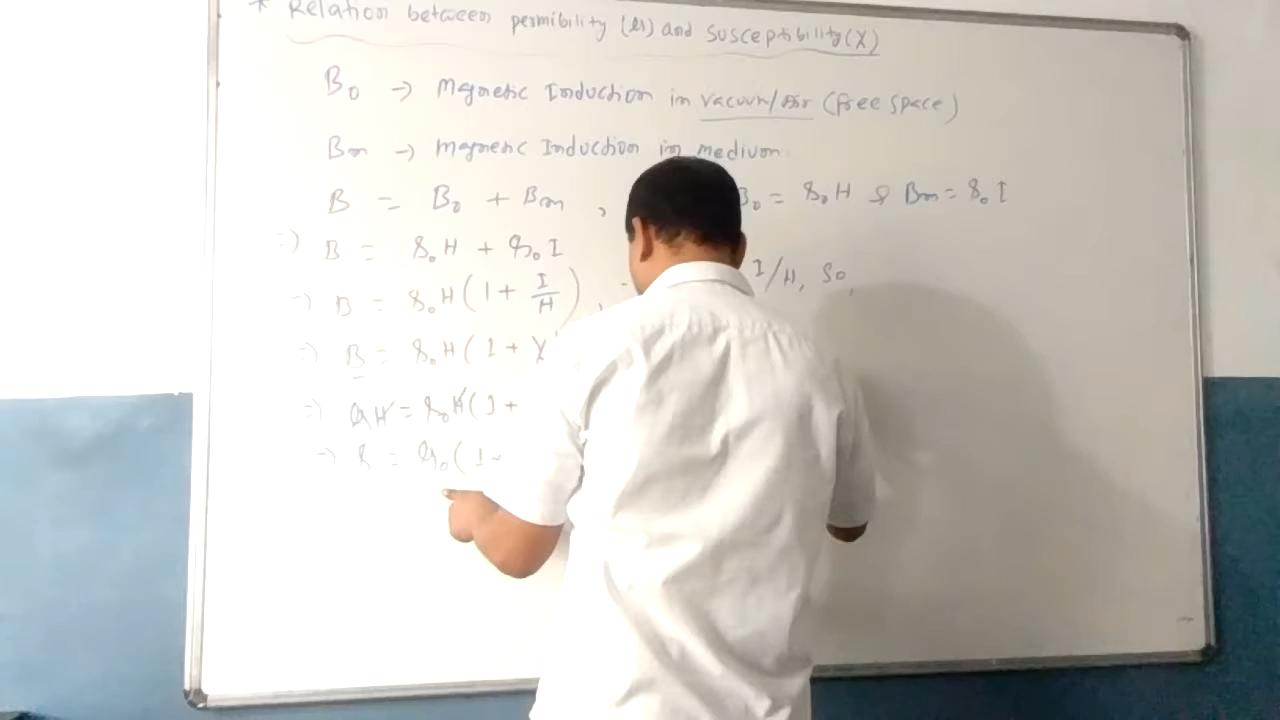 * Relation between permibility (μ) and susceptibility (χ)
B₀ → Magnetic Induction in vacuum/Air (free space)
Bm → Magnetic Induction in medium.
B = B₀ + Bm , B₀ = μ₀H & Bm = μ₀I
⇒) B = μ₀H + μ₀I
⇒) B = μ₀H(1 + I/H), I/H, So,
⇒) B = μ₀H(1 + χ
⇒) μH = μ₀H(1 +
⇒ μ = μ₀(1